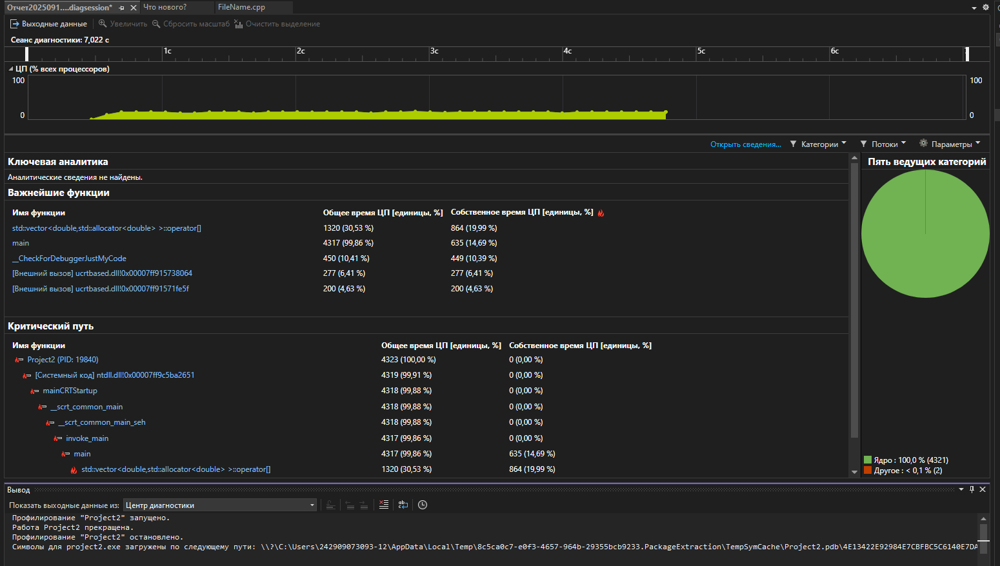 Отчет2025091....diagsession* Что нового? FileName.cpp
Выходные данные Увеличить Сбросить масштаб Очистить выделение
Сеанс диагностики: 7,022 с
1с 2с 3с 4с 5с 6с
ЦП (% всех процессоров)
100 100
0 0
Открыть сведения... Категории Потоки Параметры
Ключевая аналитика
Аналитические сведения не найдены.
Важнейшие функции
Имя функции Общее время ЦП [единицы, %] Собственное время ЦП [единицы, %]
std::vector<double,std::allocator<double> >::operator[] 1320 (30,53 %) 864 (19,99 %)
main 4317 (99,86 %) 635 (14,69 %)
__CheckForDebuggerJustMyCode 450 (10,41 %) 449 (10,39 %)
[Внешний вызов] ucrtbased.dll!0x00007ff915738064 277 (6,41 %) 277 (6,41 %)
[Внешний вызов] ucrtbased.dll!0x00007ff91571fe5f 200 (4,63 %) 200 (4,63 %)
Критический путь
Имя функции Общее время ЦП [единицы, %] Собственное время ЦП [единицы, %]
Project2 (PID: 19840) 4323 (100,00 %) 0 (0,00 %)
[Системный код] ntdll.dll!0x00007ff9c5ba2651 4319 (99,91 %) 0 (0,00 %)
mainCRTStartup 4318 (99,88 %) 0 (0,00 %)
__scrt_common_main 4318 (99,88 %) 0 (0,00 %)
__scrt_common_main_seh 4318 (99,88 %) 0 (0,00 %)
invoke_main 4317 (99,86 %) 0 (0,00 %)
main 4317 (99,86 %) 635 (14,69 %)
std::vector<double,std::allocator<double> >::operator[] 1320 (30,53 %) 864 (19,99 %)
Пять ведущих категорий
Ядро : 100,0 % (4321)
Другое : < 0,1 % (2)
Вывод
Показать выходные данные из: Центр диагностики
Профилирование "Project2" запущено.
Работа Project2 прекращена.
Профилирование "Project2" остановлено.
Символы для project2.exe загружены по следующему пути: \\?\C:\Users\242909073093-12\AppData\Local\Temp\8c5ca0c7-e0f3-4657-964b-29355bcb9233.PackageExtraction\TempSymCache\Project2.pdb\4E13422E92984E7CBFBC5C6140E7DA